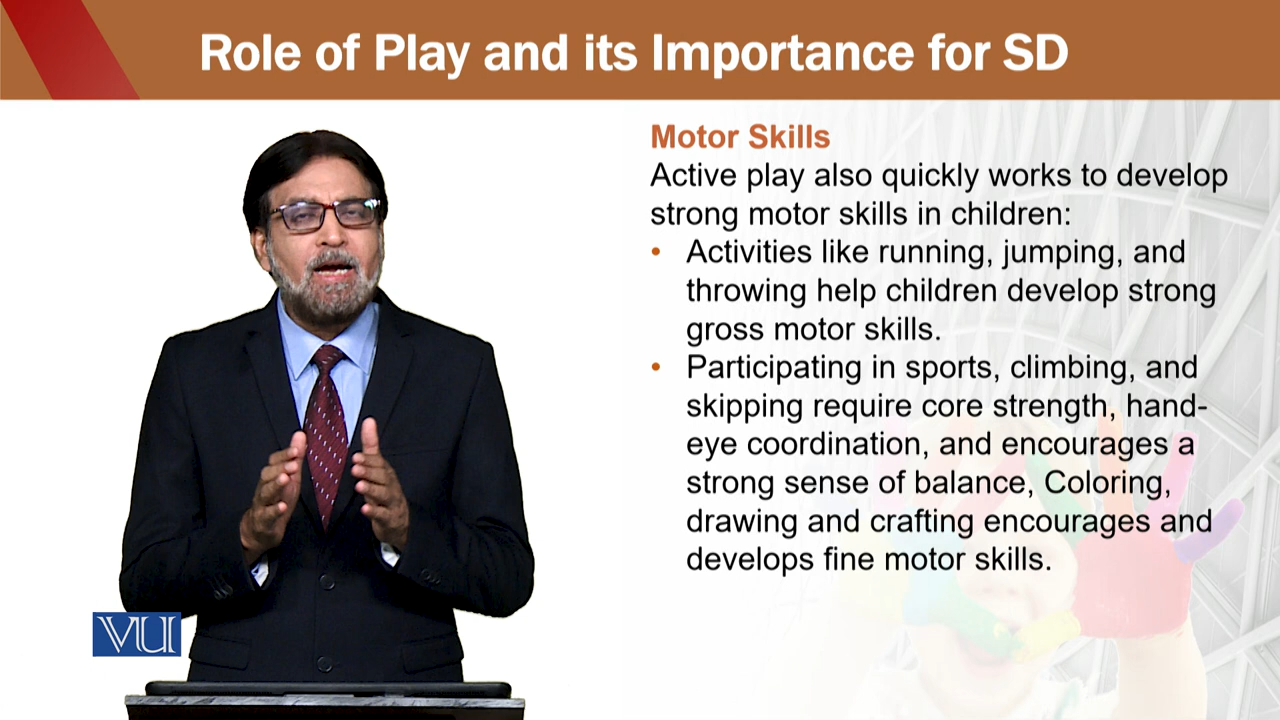 Role of Play and its Importance for SD
Motor Skills
Active play also quickly works to develop
strong motor skills in children:
• Activities like running, jumping, and
throwing help children develop strong
gross motor skills.
• Participating in sports, climbing, and
skipping require core strength, hand-
eye coordination, and encourages a
strong sense of balance, Coloring,
drawing and crafting encourages and
develops fine motor skills.
VU